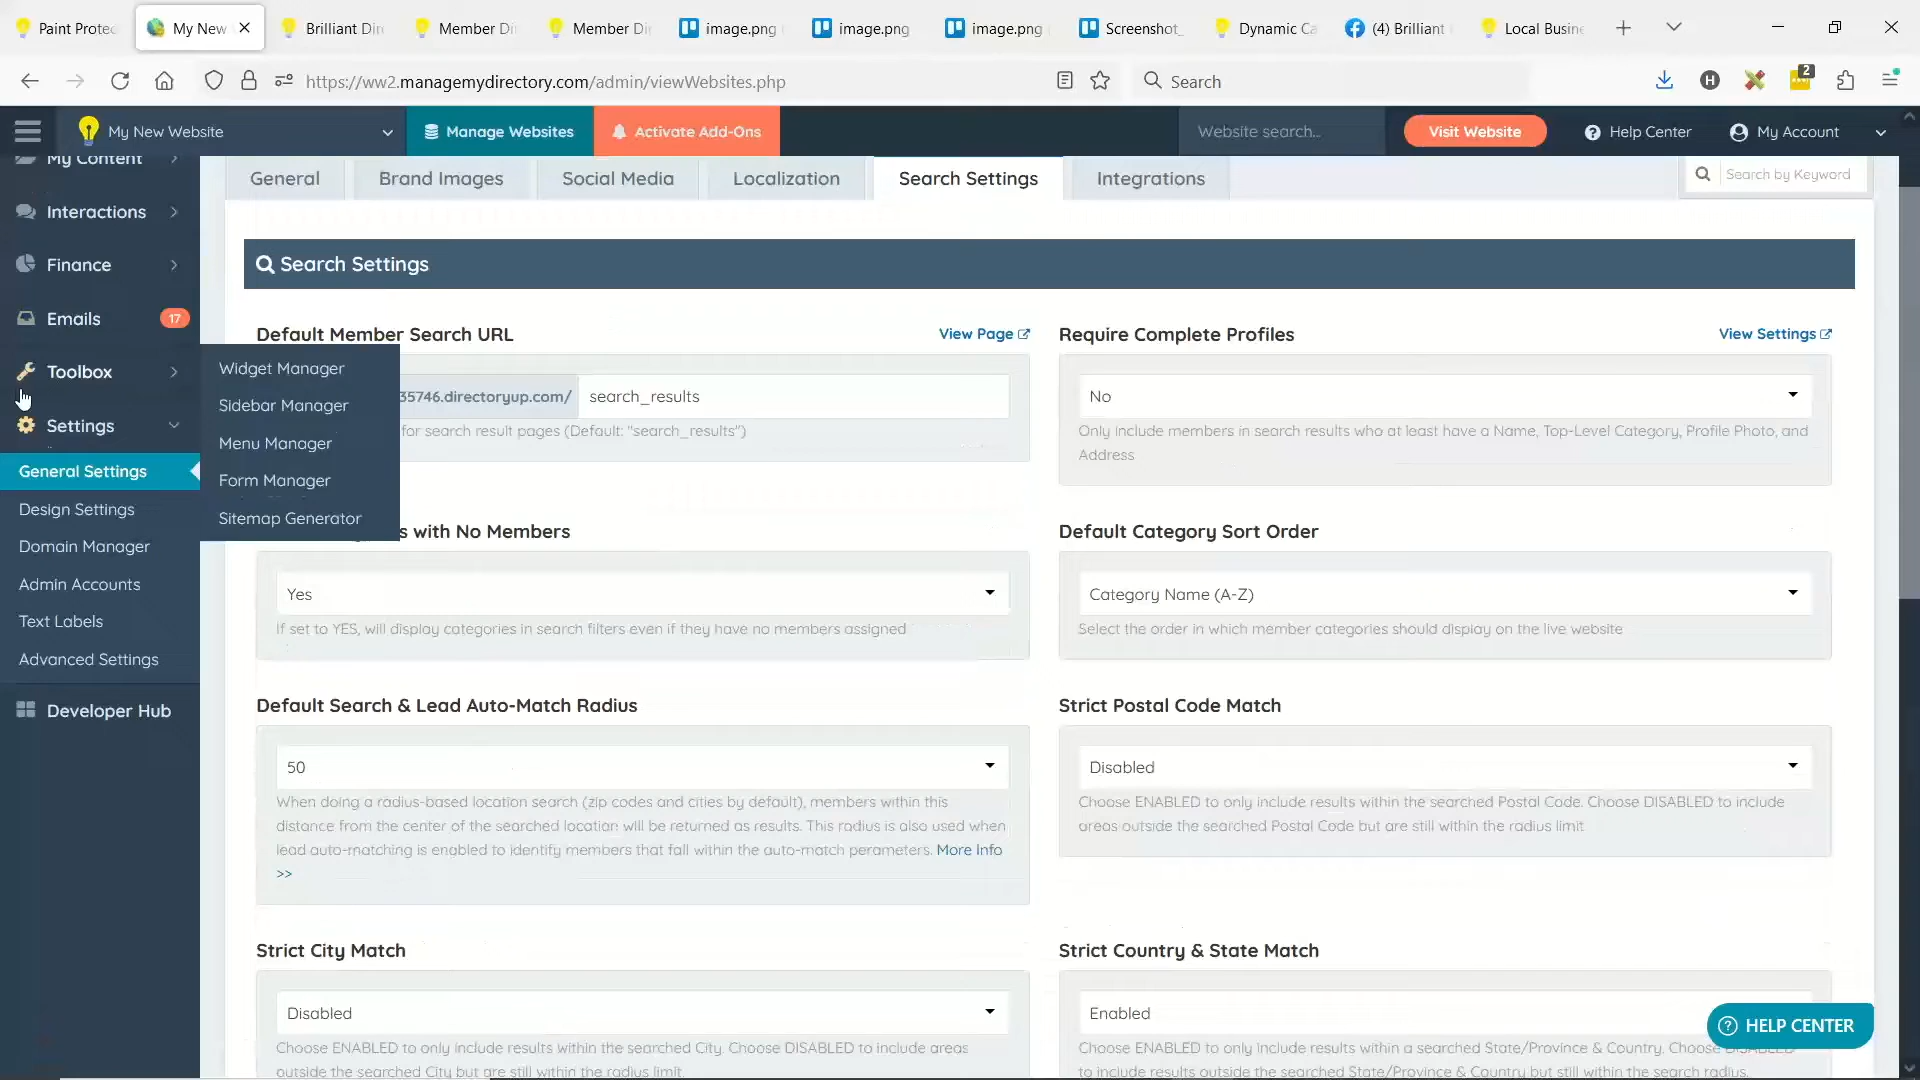 Paint Protec
My New
Brilliant Dir
Member Di
Member Di
image.png
image.png
image.png
Screenshot_
Dynamic Ca
(4) Brilliant
Local Busine
https://ww2.managemydirectory.com/admin/viewWebsites.php
Search
H
2
My New Website
Manage Websites
Activate Add-Ons
Website search...
Visit Website
Help Center
My Account
My Content
Interactions
Finance
Emails
17
Toolbox
Settings
General Settings
Design Settings
Domain Manager
Admin Accounts
Text Labels
Advanced Settings
Developer Hub
Widget Manager
Sidebar Manager
Menu Manager
Form Manager
Sitemap Generator
General
Brand Images
Social Media
Localization
Search Settings
Integrations
Search by Keyword
Search Settings
Default Member Search URL
View Page
35746.directoryup.com/
search_results
for search result pages (Default: "search_results")
Require Complete Profiles
View Settings
No
Only include members in search results who at least have a Name, Top-Level Category, Profile Photo, and
Address
s with No Members
Yes
If set to YES, will display categories in search filters even if they have no members assigned
Default Category Sort Order
Category Name (A-Z)
Select the order in which member categories should display on the live website
Default Search & Lead Auto-Match Radius
50
When doing a radius-based location search (zip codes and cities by default), members within this
distance from the center of the searched location will be returned as results. This radius is also used when
lead auto-matching is enabled to identify members that fall within the auto-match perameters. More Info
>>
Strict Postal Code Match
Disabled
Choose ENABLED to only include results within the searched Postal Code. Choose DISABLED to include
areas outside the searched Postal Code but are still within the radius limit
Strict City Match
Disabled
Choose ENABLED to only include results within the searched City. Choose DISABLED to include areas
outside the searched City but are still within the radius limit.
Strict Country & State Match
Enabled
Choose ENABLED to only include results within a searched State/Province & Country. Choose DISABLED
to include results outside the searched State/Province & Country but still within the search radius.
HELP CENTER